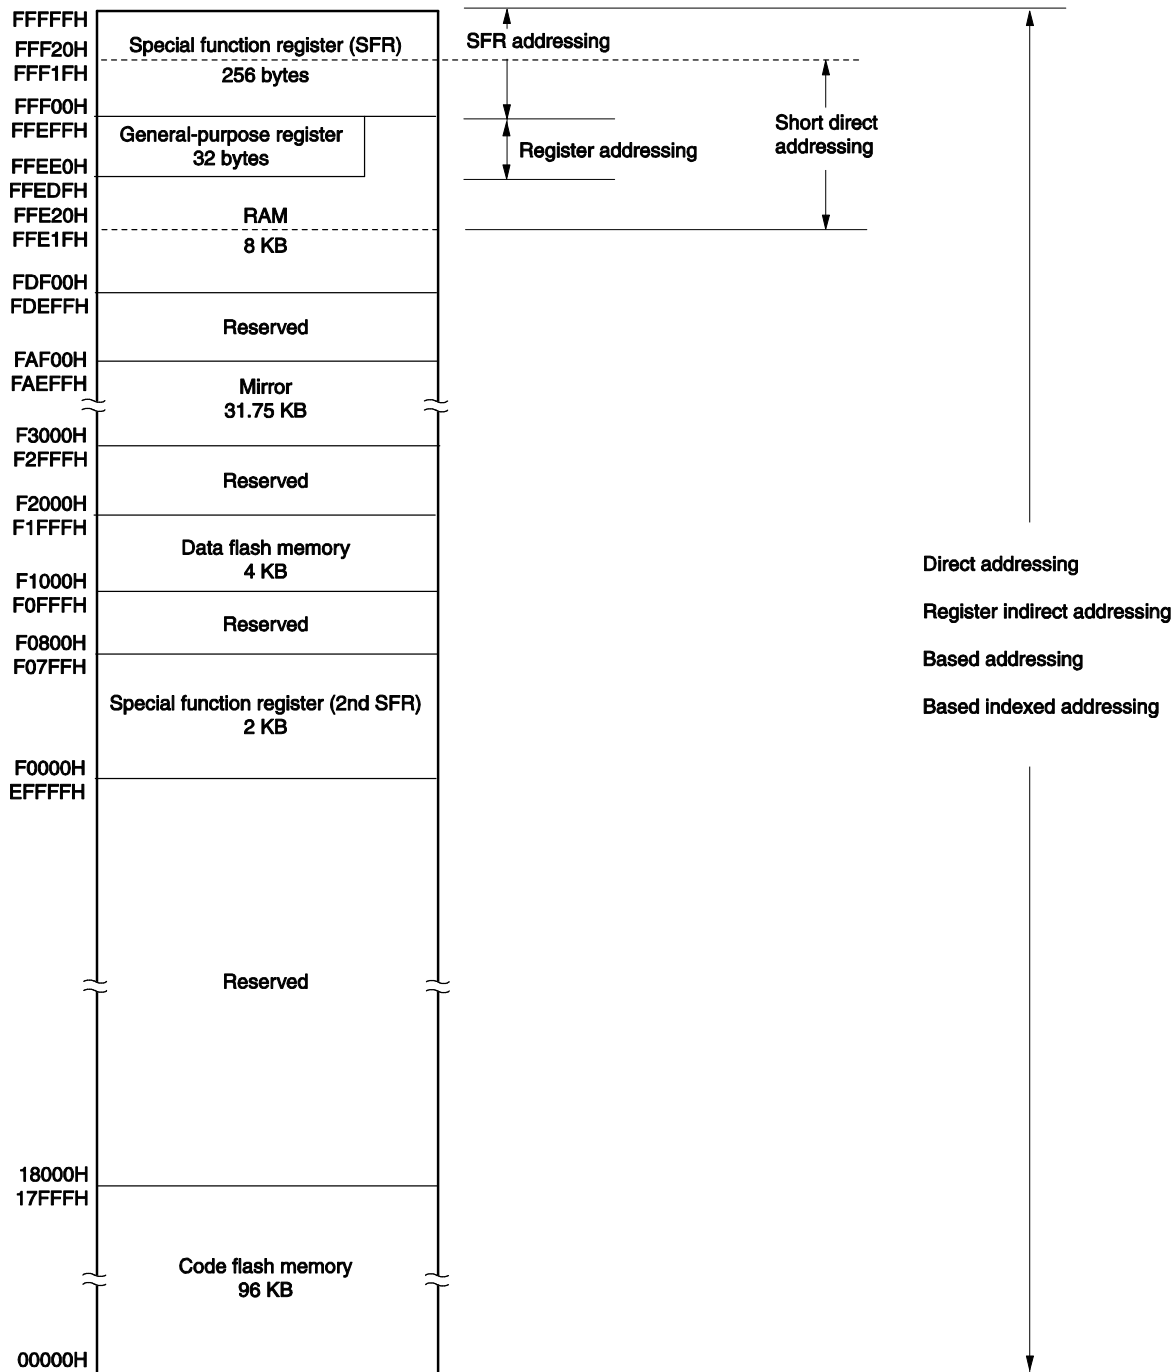 FFFFFH
FFF20H
FFF1FH
FFF00H
FFEFFH
FFEE0H
FFEDFH
FFE20H
FFE1FH
FDF00H
FDEFFH
FAF00H
FAEFFH
F3000H
F2FFFH
F2000H
F1FFFH
F1000H
F0FFFH
F0800H
F07FFH
F0000H
EFFFFH
18000H
17FFFH
00000H
Special function register (SFR)
256 bytes
General-purpose register
32 bytes
RAM
8 KB
Reserved
Mirror
31.75 KB
Reserved
Data flash memory
4 KB
Reserved
Special function register (2nd SFR)
2 KB
Reserved
Code flash memory
96 KB
SFR addressing
Register addressing
Short direct
addressing
Direct addressing
Register indirect addressing
Based addressing
Based indexed addressing